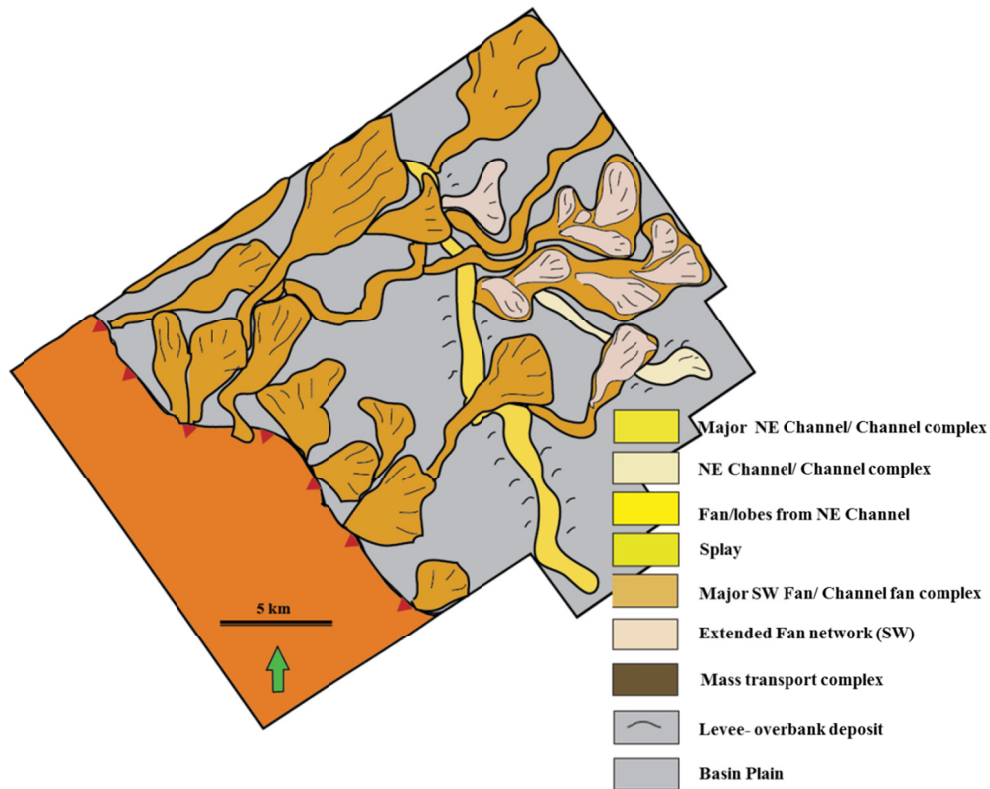 Major NE Channel/ Channel complex
NE Channel/ Channel complex
Fan/lobes from NE Channel
Splay
Major SW Fan/ Channel fan complex
5 km
Extended Fan network (SW)
Mass transport complex
Levee- overbank deposit
Basin Plain